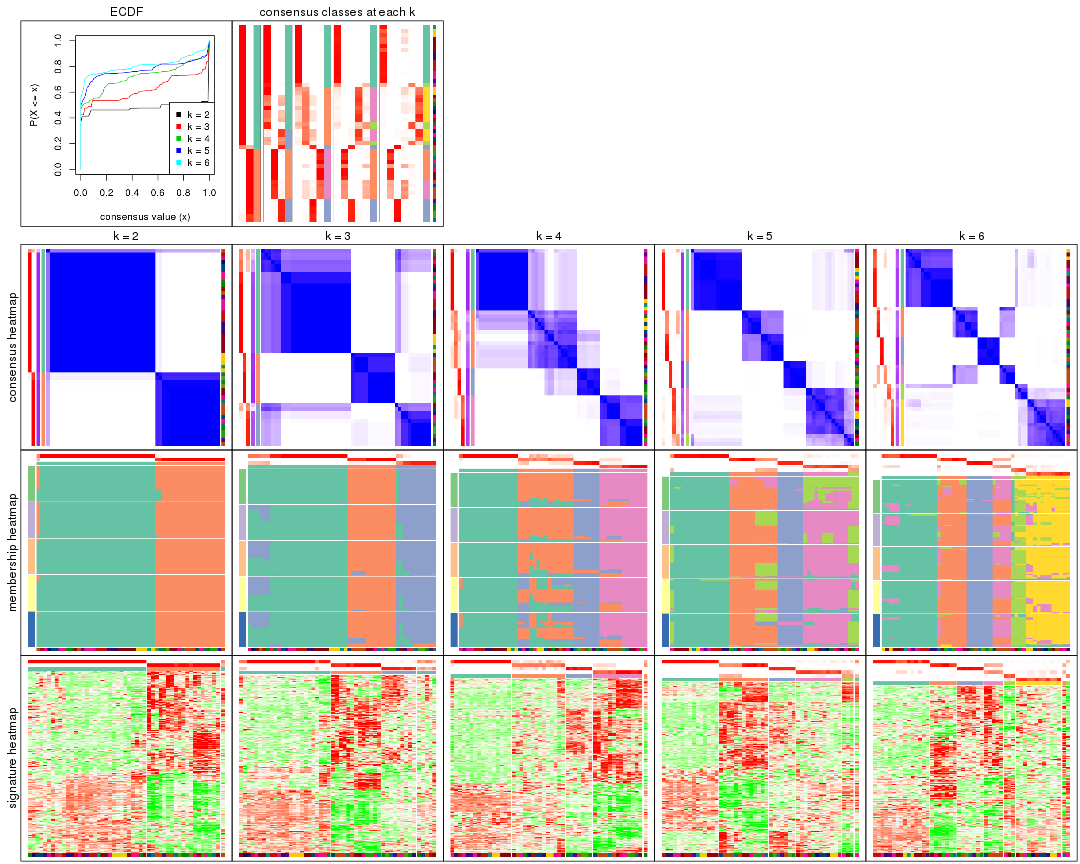 ECDF
consensus classes at each k
P(X <= x)
0.0
0.2
0.4
0.6
0.8
1.0
k = 2
k = 3
k = 4
k = 5
k = 6
0.0 0.2 0.4 0.6 0.8 1.0
consensus value (x)
k = 2
k = 3
k = 4
k = 5
k = 6
consensus heatmap
membership heatmap
signature heatmap